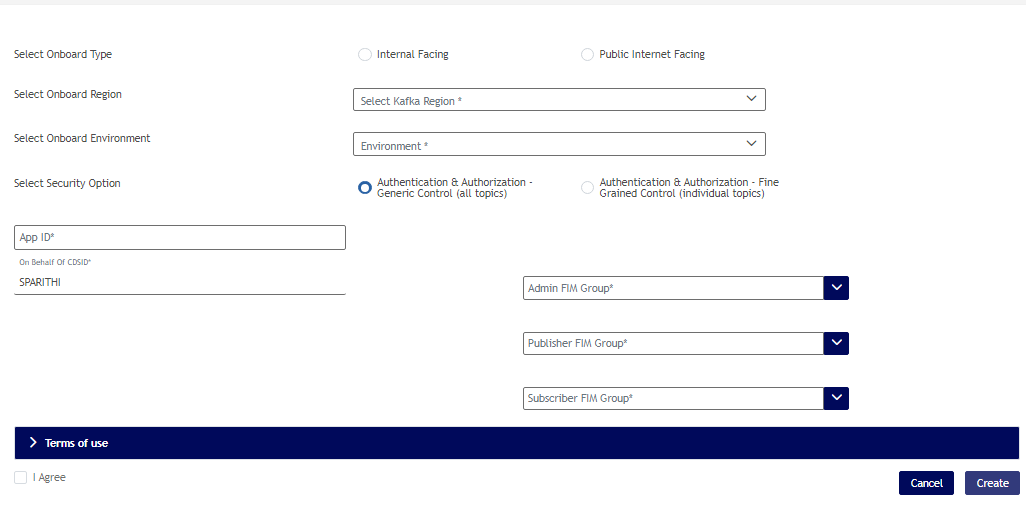 Select Onboard Type
Internal Facing
Public Internet Facing
Select Onboard Region
Select Kafka Region *
Select Onboard Environment
Environment *
Select Security Option
Authentication & Authorization -
Generic Control (all topics)
Authentication & Authorization - Fine
Grained Control (individual topics)
App ID*
On Behalf Of CDSID*
SPARITHI
Admin FIM Group*
Publisher FIM Group*
Subscriber FIM Group*
Terms of use
I Agree
Cancel
Create